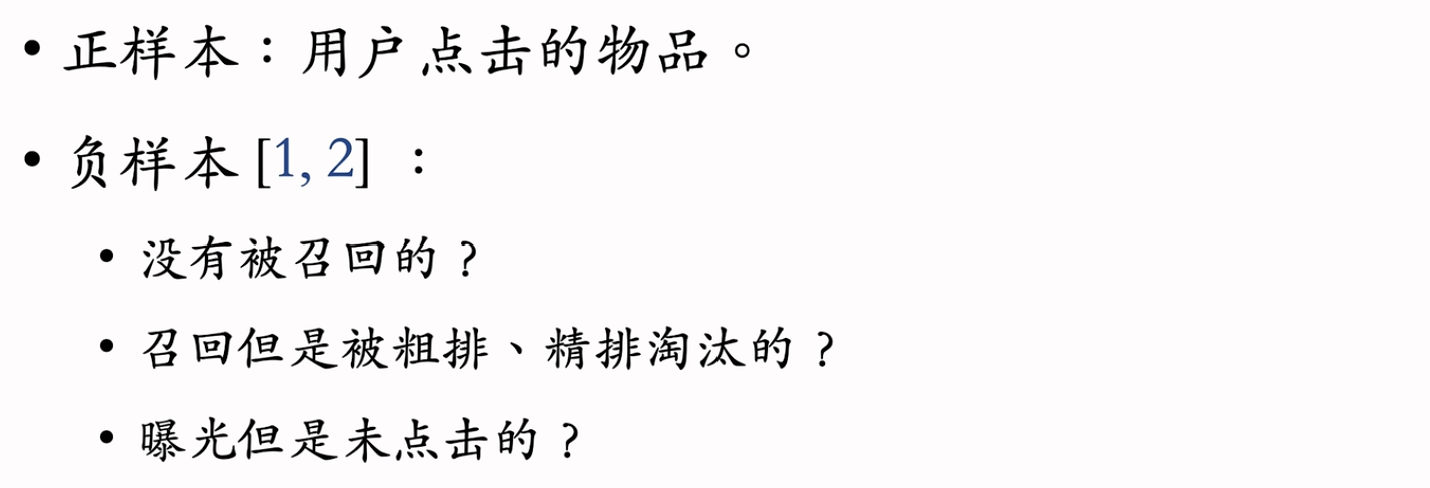 • 正样本：用户点击的物品。
• 负样本 [1, 2] ：
• 没有被召回的？
• 召回但是被粗排、精排淘汰的？
• 曝光但是未点击的？